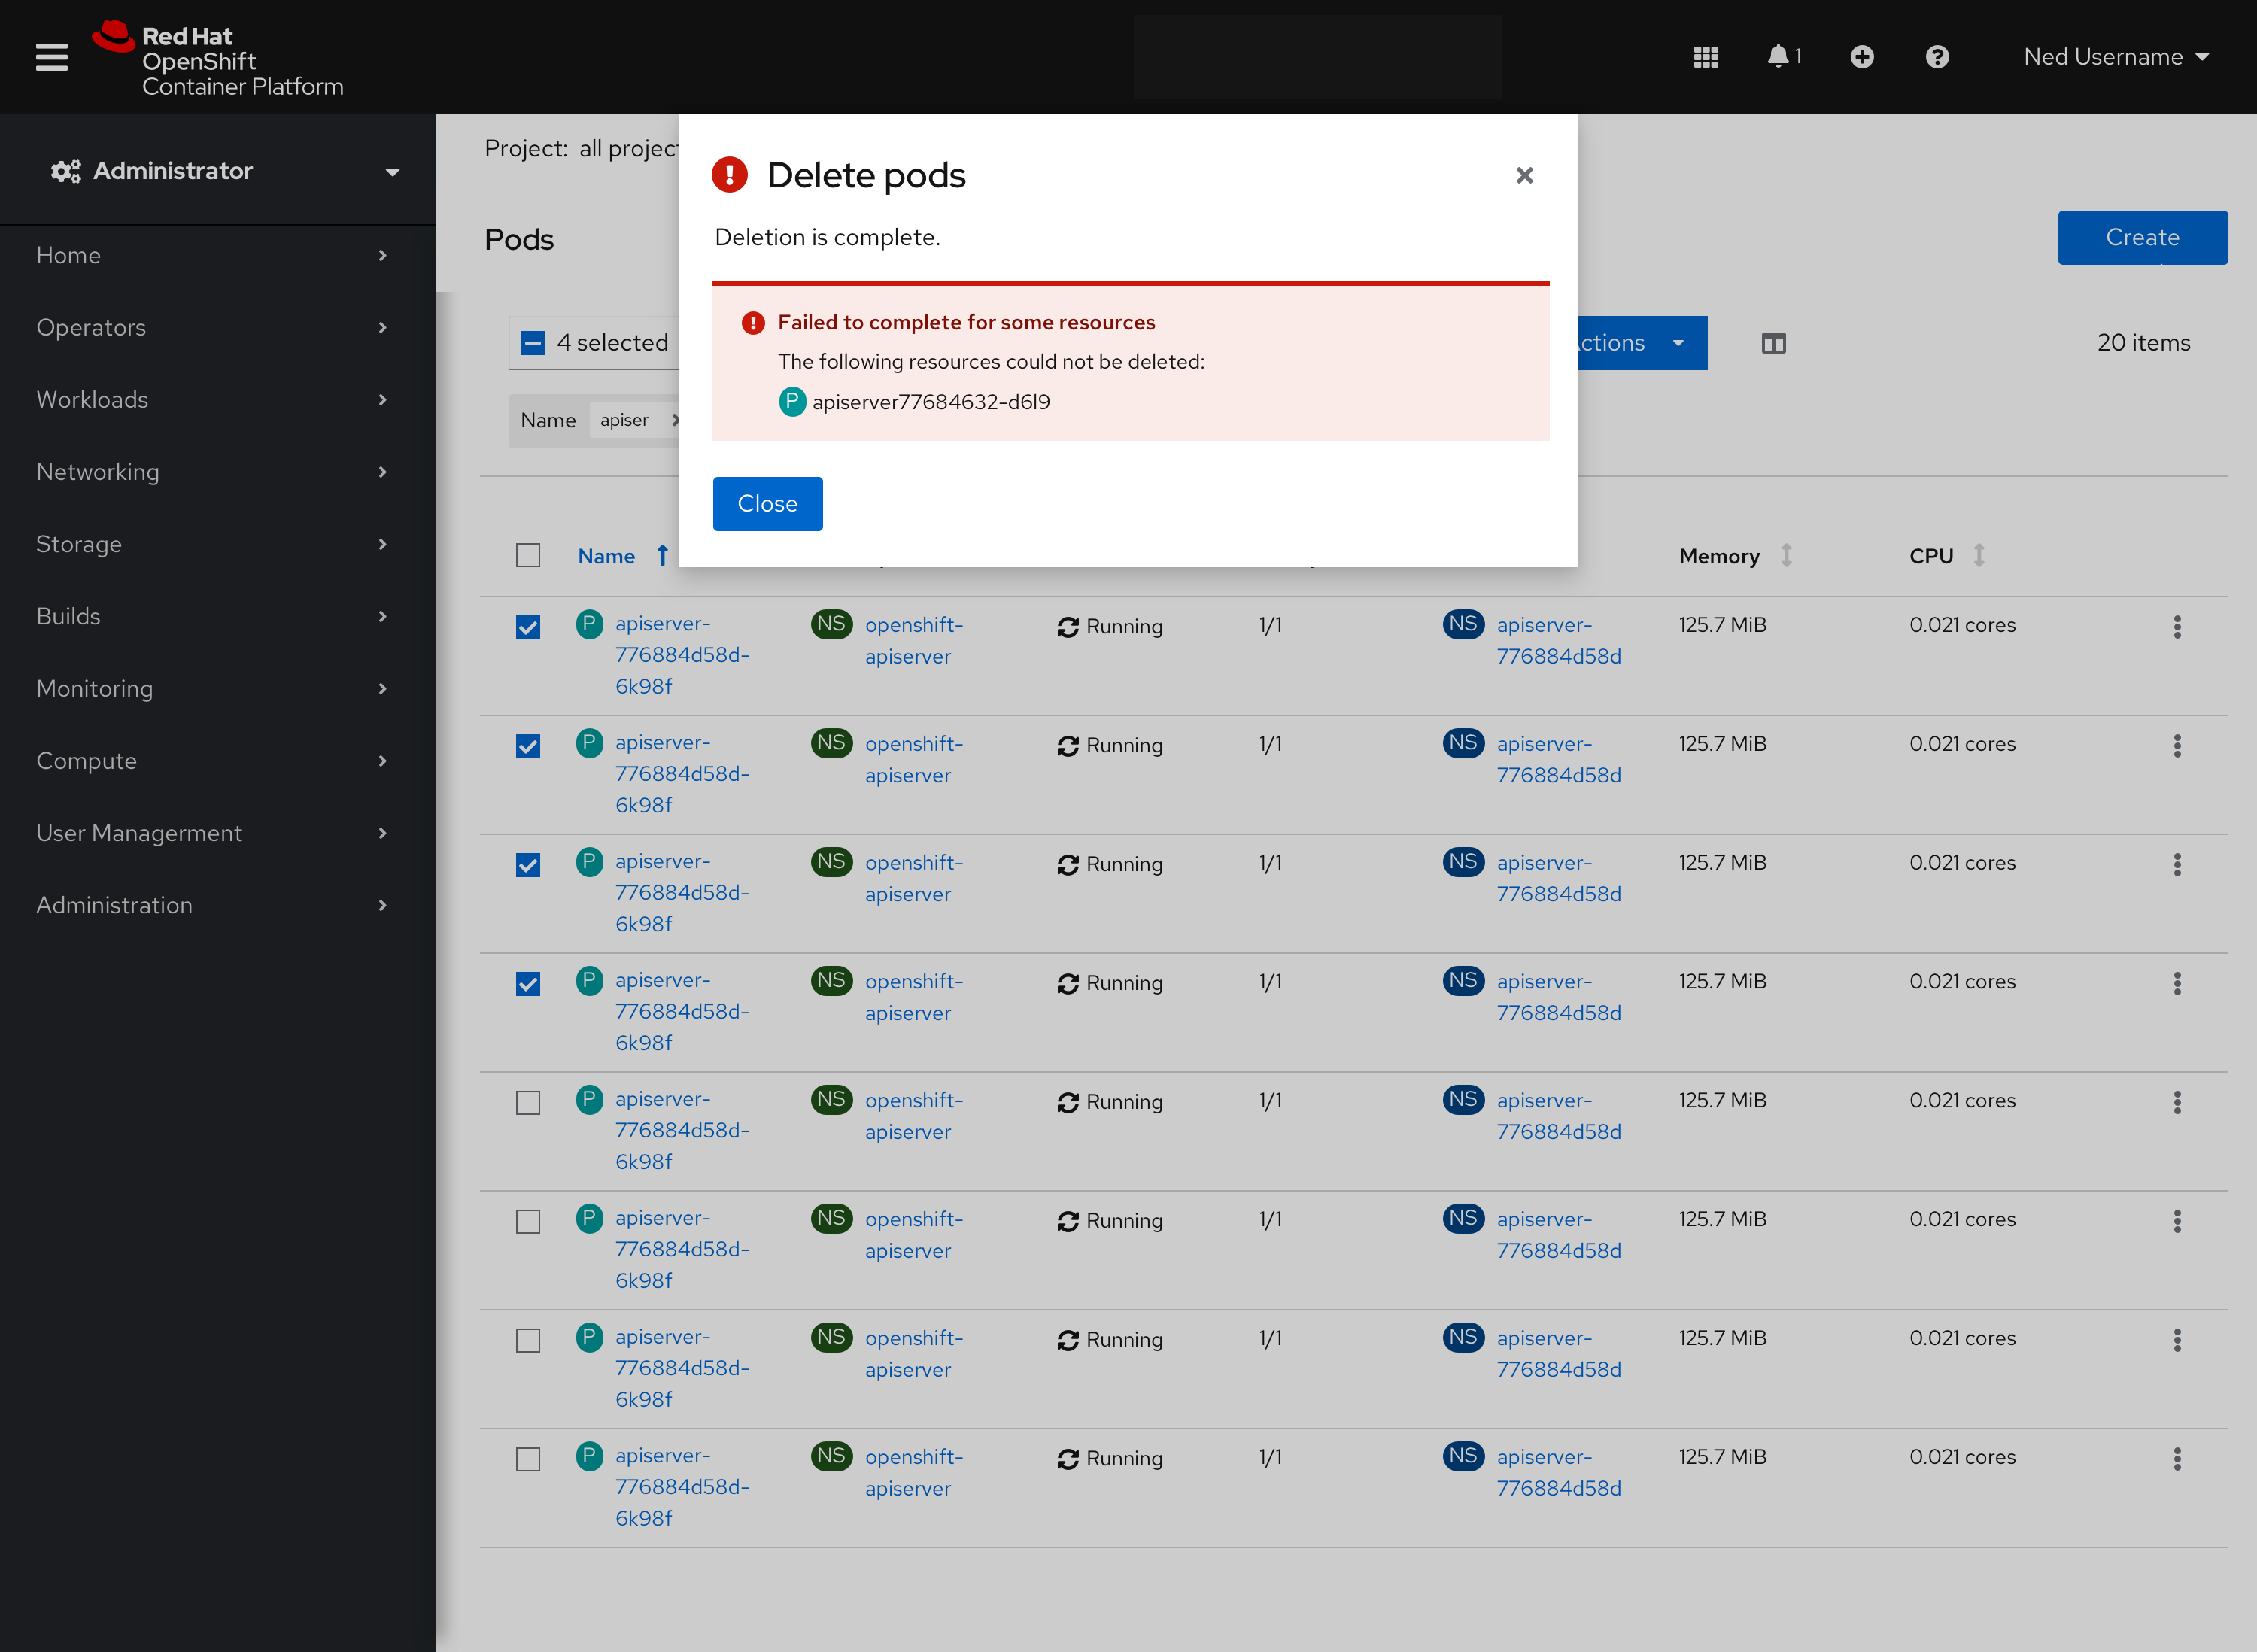 Red Hat
OpenShift
Container Platform
1
Ned Username
Administrator
Home
Operators
Workloads
Networking
Storage
Builds
Monitoring
Compute
User Managerment
Administration
Project: all
Pods
Create
4 selected
20 items
Name apiser
Delete pods
Deletion is complete.
Failed to complete for some resources
The following resources could not be deleted:
P apiserver77684632-d6l9
Close
Name Memory CPU
P apiserver- NS openshift- Running 1/1 NS apiserver- 125.7 MiB 0.021 cores
776884d58d- apiserver 776884d58d
6k98f
P apiserver- NS openshift- Running 1/1 NS apiserver- 125.7 MiB 0.021 cores
776884d58d- apiserver 776884d58d
6k98f
P apiserver- NS openshift- Running 1/1 NS apiserver- 125.7 MiB 0.021 cores
776884d58d- apiserver 776884d58d
6k98f
P apiserver- NS openshift- Running 1/1 NS apiserver- 125.7 MiB 0.021 cores
776884d58d- apiserver 776884d58d
6k98f
P apiserver- NS openshift- Running 1/1 NS apiserver- 125.7 MiB 0.021 cores
776884d58d- apiserver 776884d58d
6k98f
P apiserver- NS openshift- Running 1/1 NS apiserver- 125.7 MiB 0.021 cores
776884d58d- apiserver 776884d58d
6k98f
P apiserver- NS openshift- Running 1/1 NS apiserver- 125.7 MiB 0.021 cores
776884d58d- apiserver 776884d58d
6k98f
P apiserver- NS openshift- Running 1/1 NS apiserver- 125.7 MiB 0.021 cores
776884d58d- apiserver 776884d58d
6k98f